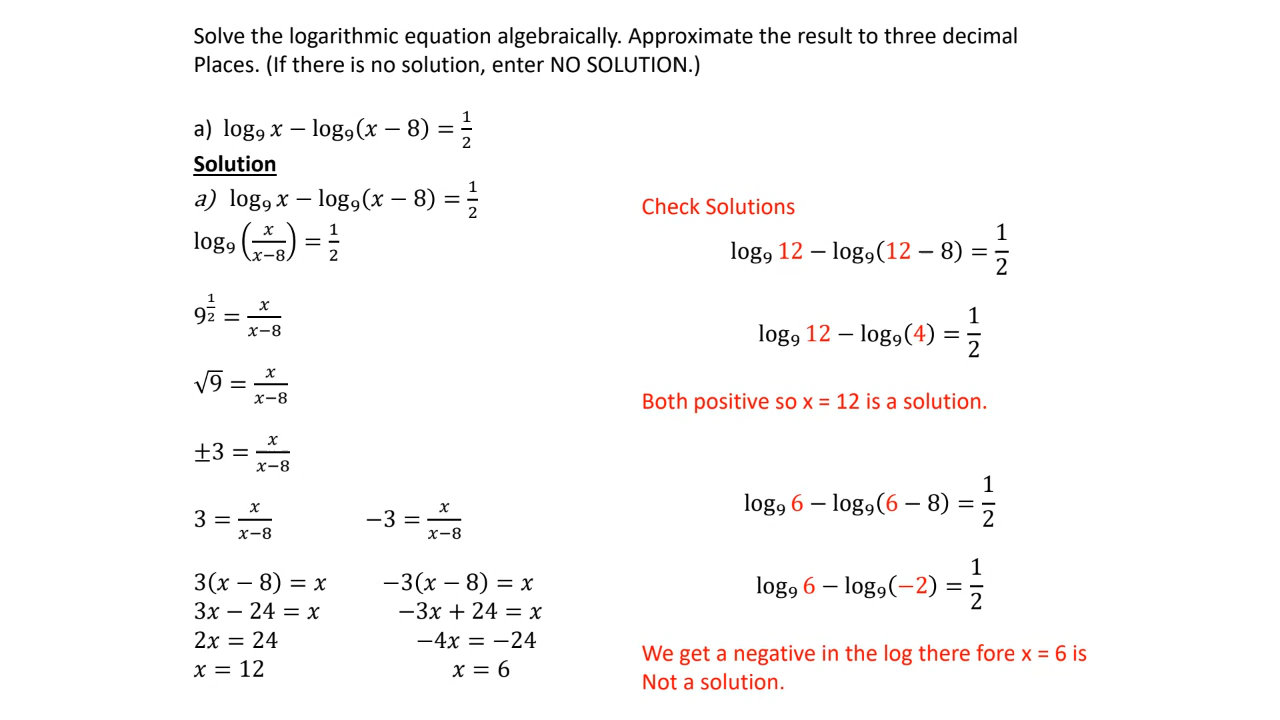 Solve the logarithmic equation algebraically. Approximate the result to three decimal
Places. (If there is no solution, enter NO SOLUTION.)
a) log₉ x − log₉(x − 8) = 1/2
Solution
a) log₉ x − log₉(x − 8) = 1/2
log₉ (x/(x−8)) = 1/2
9^(1/2) = x/(x−8)
√9 = x/(x−8)
±3 = x/(x−8)
3 = x/(x−8)
3(x − 8) = x
3x − 24 = x
2x = 24
x = 12
−3 = x/(x−8)
−3(x − 8) = x
−3x + 24 = x
−4x = −24
x = 6
Check Solutions
log₉ 12 − log₉(12 − 8) = 1/2
log₉ 12 − log₉(4) = 1/2
Both positive so x = 12 is a solution.
log₉ 6 − log₉(6 − 8) = 1/2
log₉ 6 − log₉(−2) = 1/2
We get a negative in the log there fore x = 6 is
Not a solution.